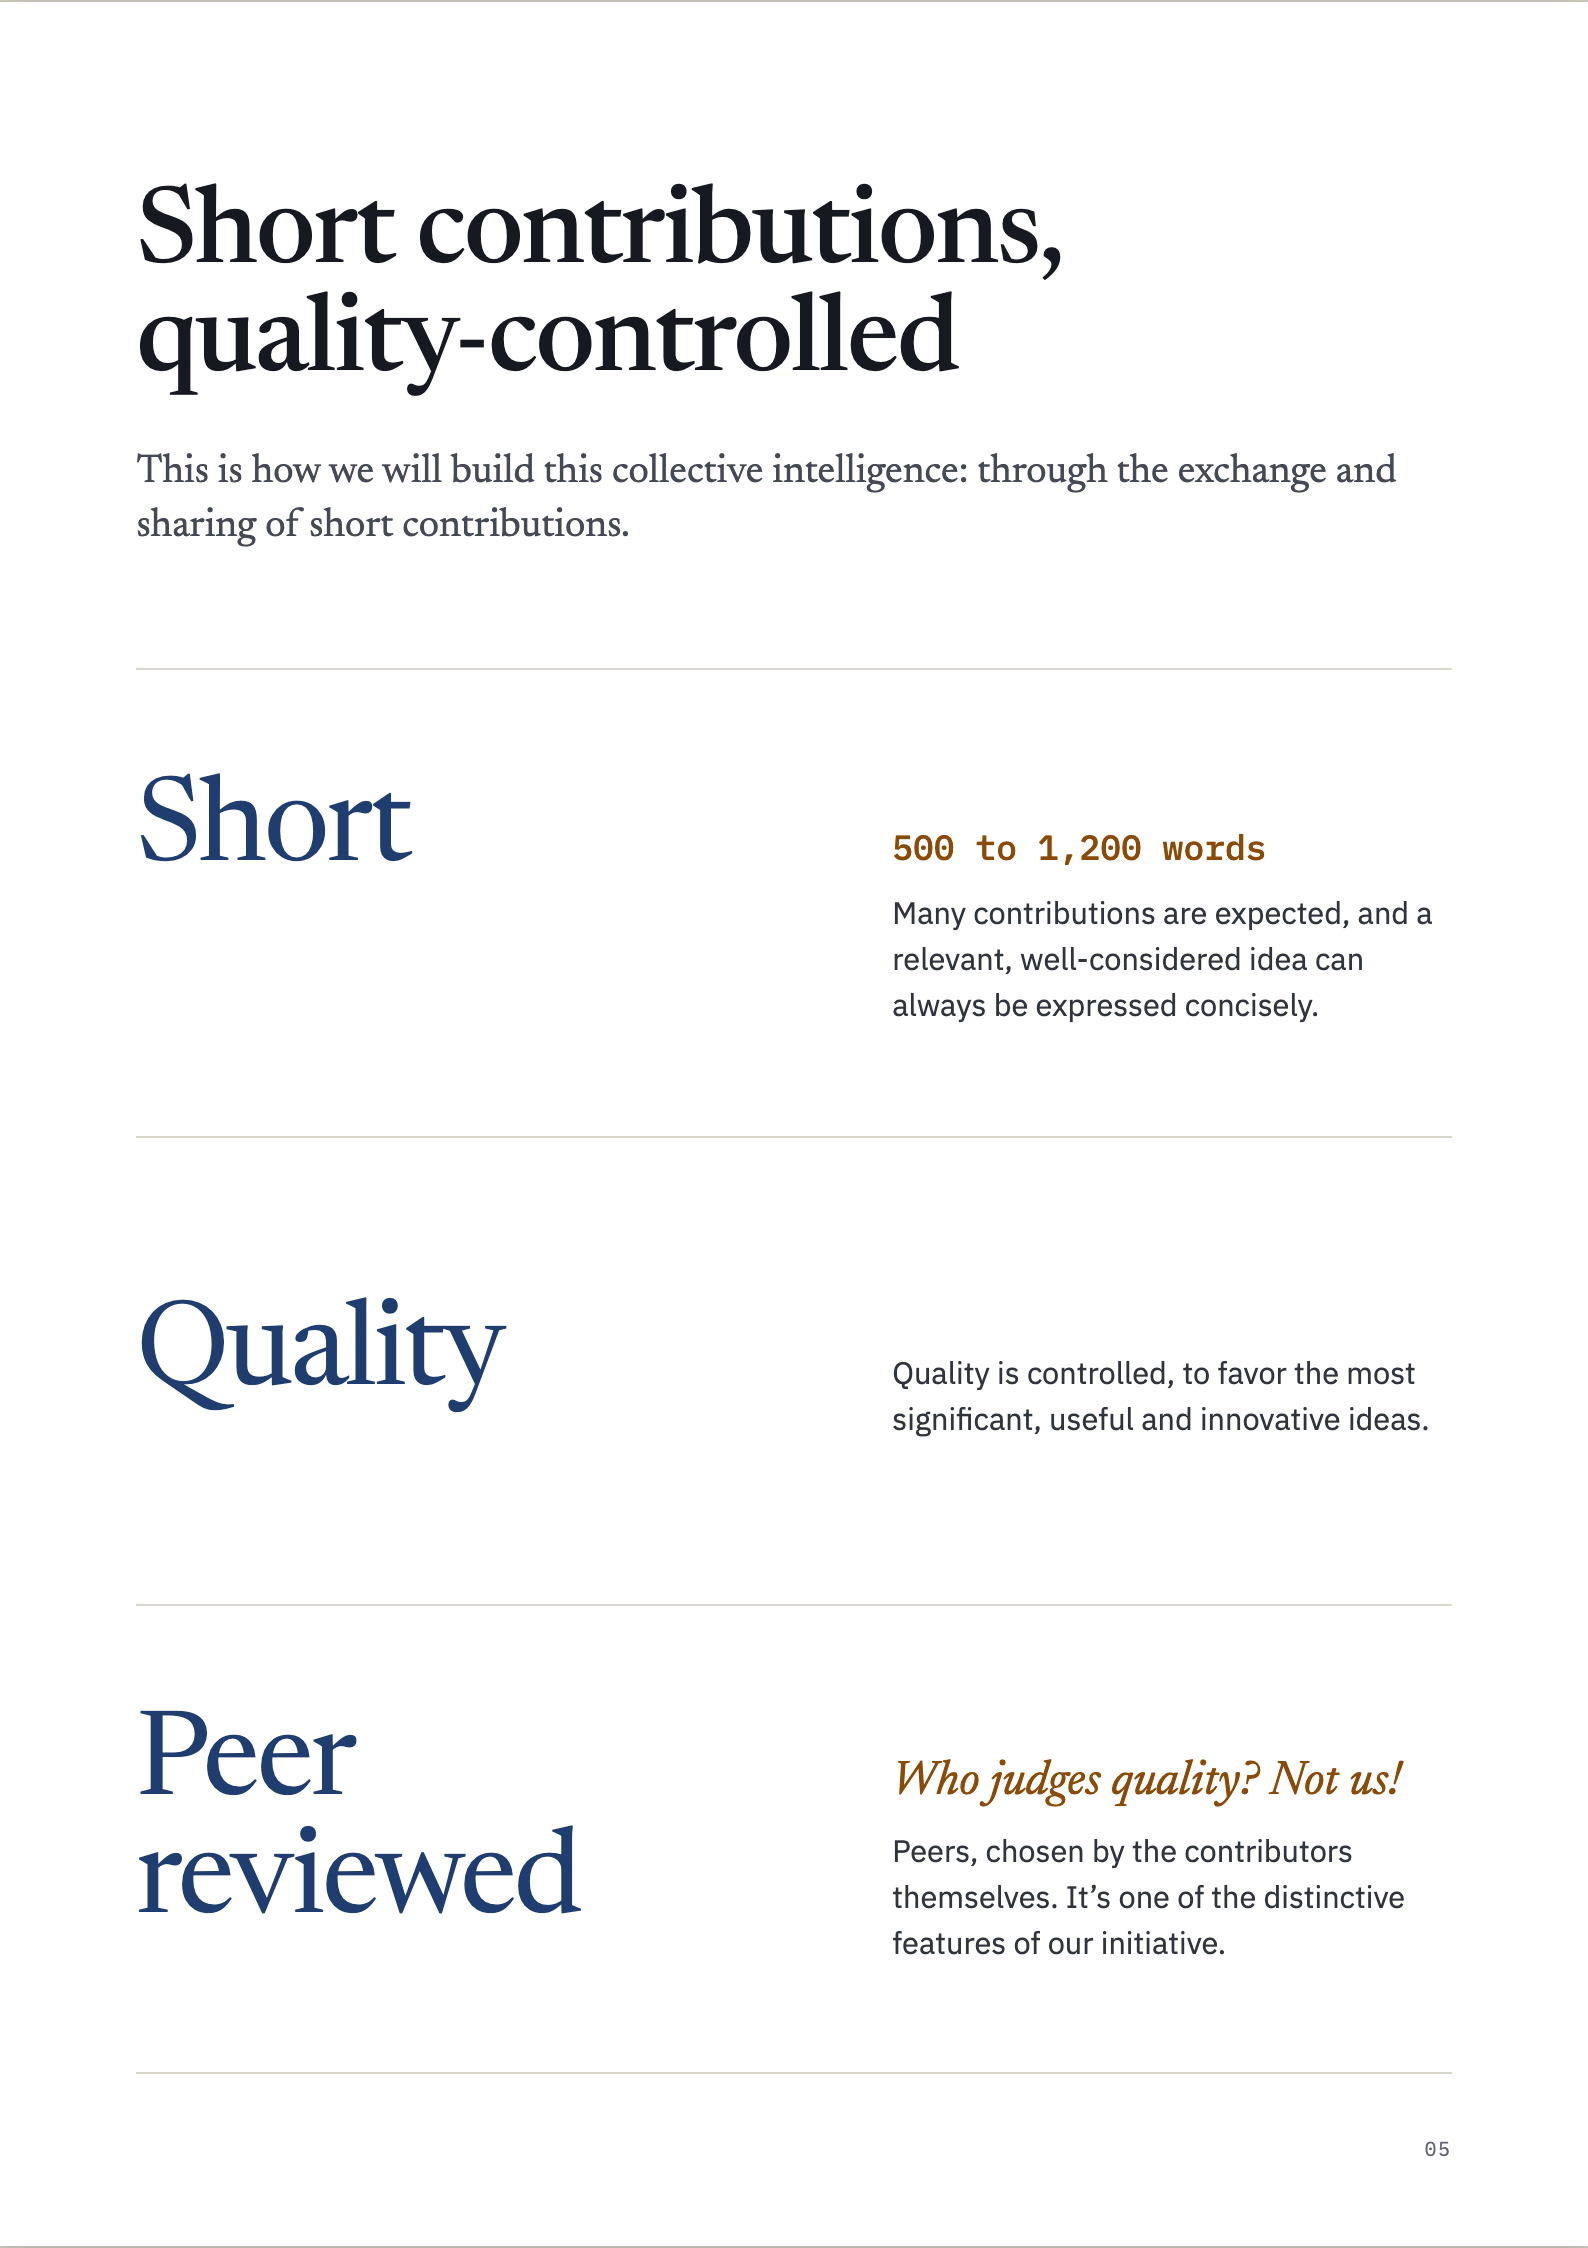 Short contributions,
quality-controlled
This is how we will build this collective intelligence: through the exchange and
sharing of short contributions.
Short
500 to 1,200 words
Many contributions are expected, and a
relevant, well-considered idea can
always be expressed concisely.
Quality
Quality is controlled, to favor the most
significant, useful and innovative ideas.
Peer
reviewed
Who judges quality? Not us!
Peers, chosen by the contributors
themselves. It’s one of the distinctive
features of our initiative.
05